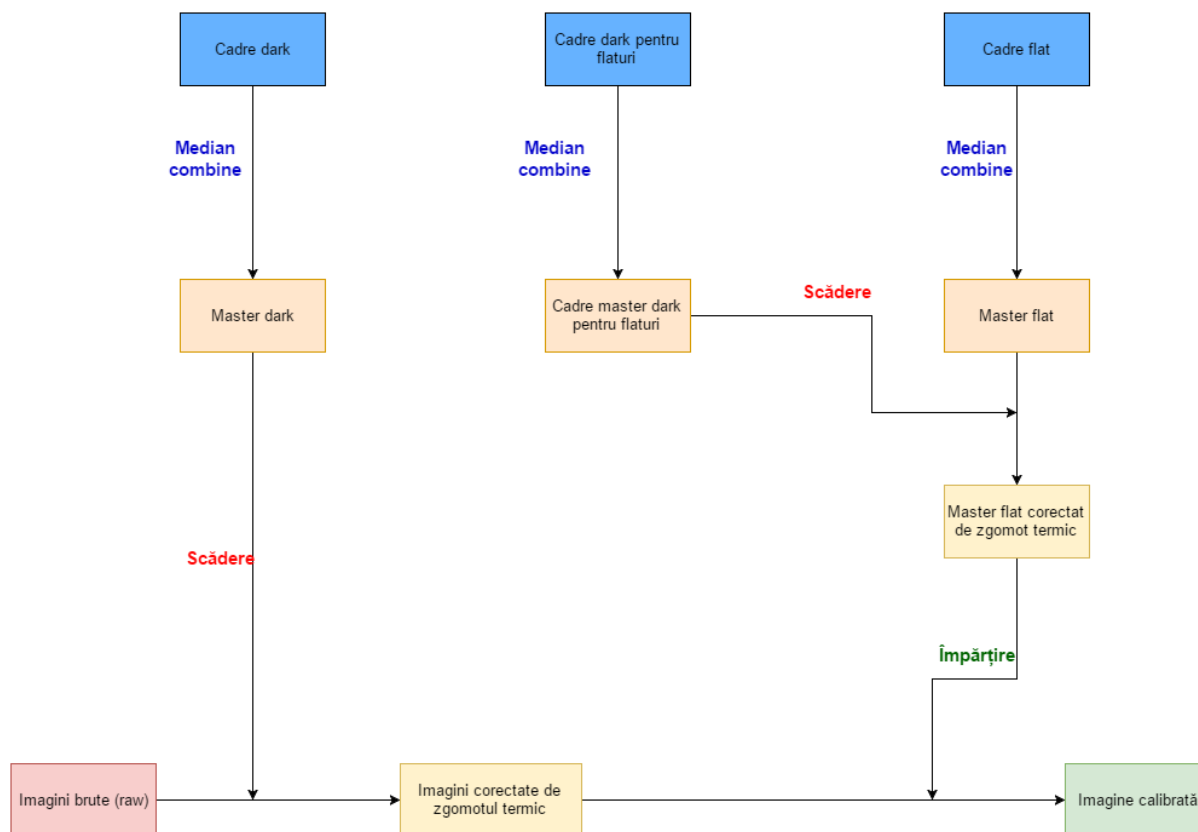 Cadre dark
Cadre dark pentru
flaturi
Cadre flat
Median
combine
Median
combine
Median
combine
Master dark
Cadre master dark
pentru flaturi
Scădere
Master flat
Master flat corectat
de zgomot termic
Scădere
Împărțire
Imagini brute (raw)
Imagini corectate de
zgomotul termic
Imagine calibrată